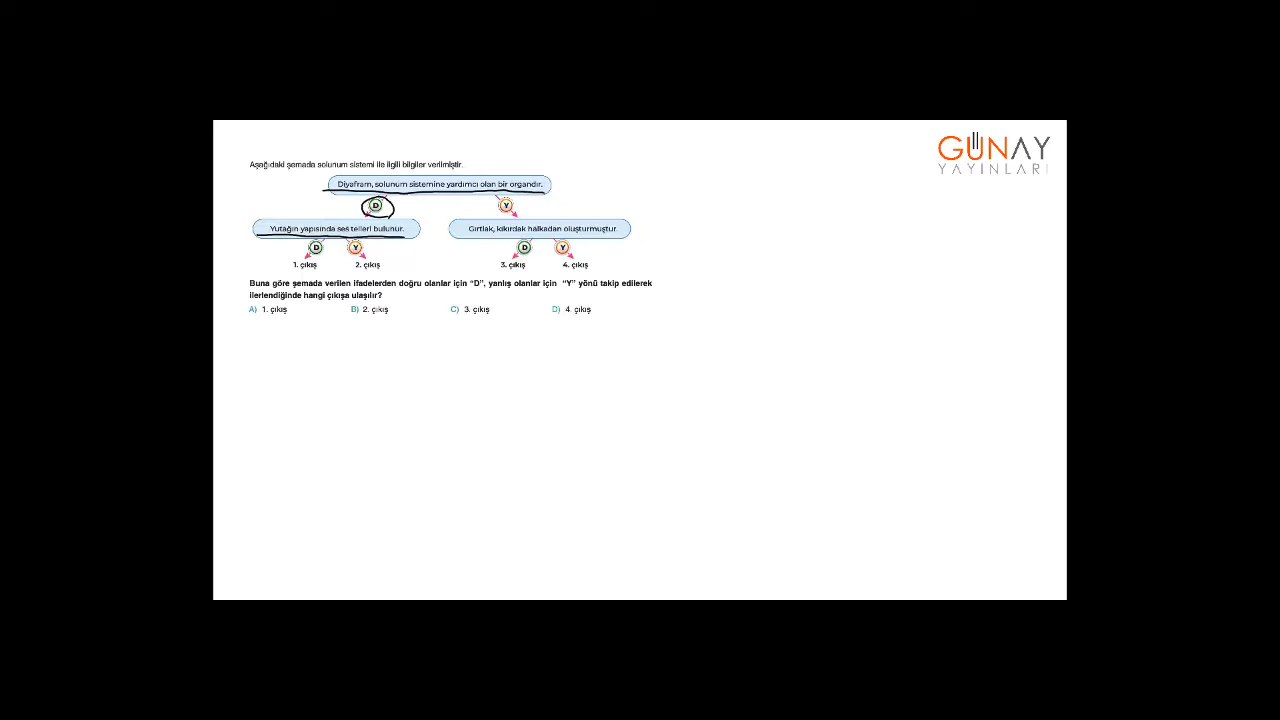 GÜNAY
YAYINLARI
Aşağıdaki şemada solunum sistemi ile ilgili bilgiler verilmiştir.
Diyafram, solunum sistemine yardımcı olan bir organdır.
D Y
Yutağın yapısında ses telleri bulunur. Gırtlak, kıkırdak halkadan oluşturmuştur.
D Y D Y
1. çıkış 2. çıkış 3. çıkış 4. çıkış
Buna göre şemada verilen ifadelerden doğru olanlar için “D”, yanlış olanlar için “Y” yönü takip edilerek
ilerlendiğinde hangi çıkışa ulaşılır?
A) 1. çıkış B) 2. çıkış C) 3. çıkış D) 4. çıkış